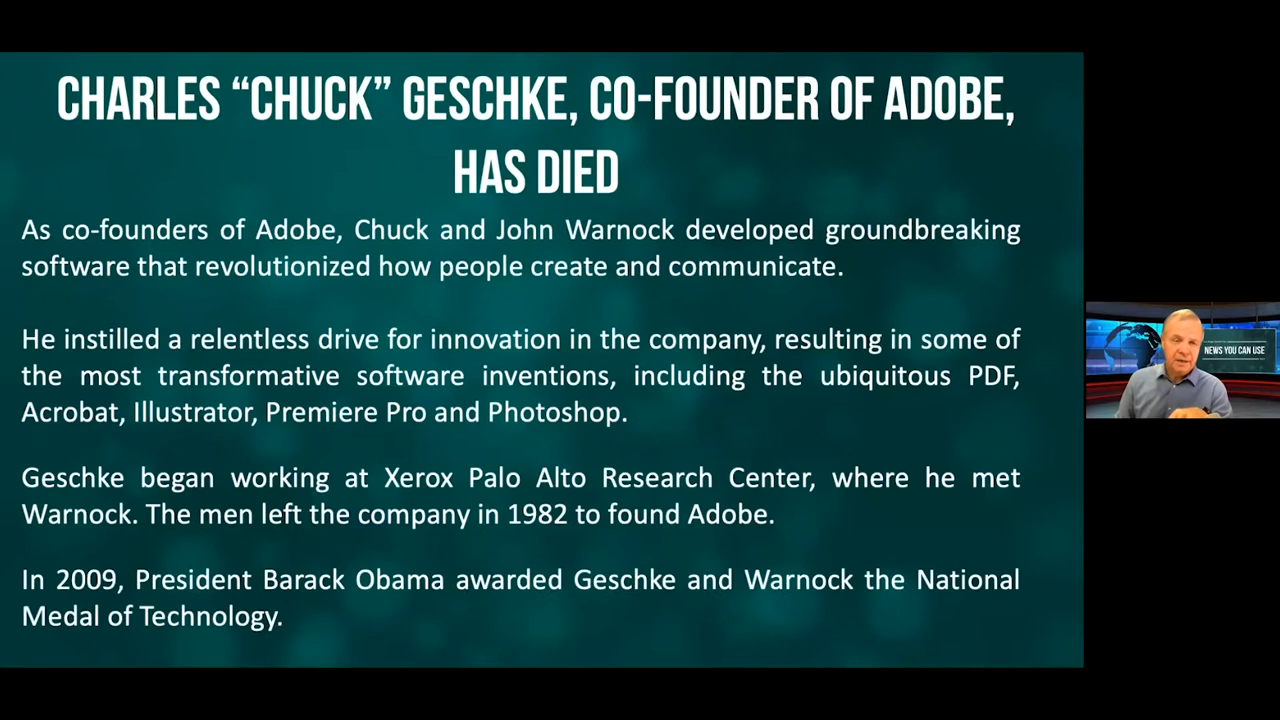 CHARLES “CHUCK” GESCHKE, CO-FOUNDER OF ADOBE,
HAS DIED
As co-founders of Adobe, Chuck and John Warnock developed groundbreaking
software that revolutionized how people create and communicate.
He instilled a relentless drive for innovation in the company, resulting in some of
the most transformative software inventions, including the ubiquitous PDF,
Acrobat, Illustrator, Premiere Pro and Photoshop.
Geschke began working at Xerox Palo Alto Research Center, where he met
Warnock. The men left the company in 1982 to found Adobe.
In 2009, President Barack Obama awarded Geschke and Warnock the National
Medal of Technology.
NEWS YOU CAN USE